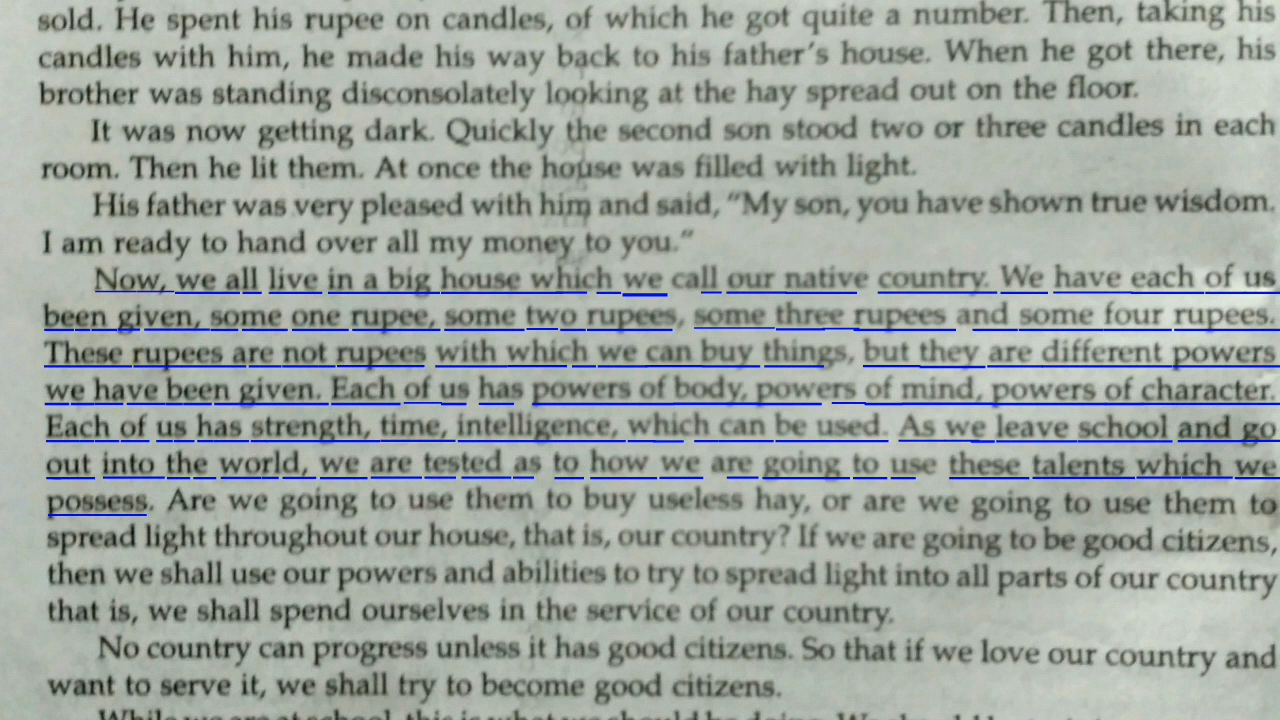 sold. He spent his rupee on candles, of which he got quite a number. Then, taking his
candles with him, he made his way back to his father's house. When he got there, his
brother was standing disconsolately looking at the hay spread out on the floor.
It was now getting dark. Quickly the second son stood two or three candles in each
room. Then he lit them. At once the house was filled with light.
His father was very pleased with him and said, "My son, you have shown true wisdom.
I am ready to hand over all my money to you."
Now, we all live in a big house which we call our native country. We have each of us
been given, some one rupee, some two rupees, some three rupees and some four rupees.
These rupees are not rupees with which we can buy things, but they are different powers
we have been given. Each of us has powers of body, powers of mind, powers of character.
Each of us has strength, time, intelligence, which can be used. As we leave school and go
out into the world, we are tested as to how we are going to use these talents which we
possess. Are we going to use them to buy useless hay, or are we going to use them to
spread light throughout our house, that is, our country? If we are going to be good citizens,
then we shall use our powers and abilities to try to spread light into all parts of our country
that is, we shall spend ourselves in the service of our country.
No country can progress unless it has good citizens. So that if we love our country and
want to serve it, we shall try to become good citizens.
While we are at school, this is what we should be doing.